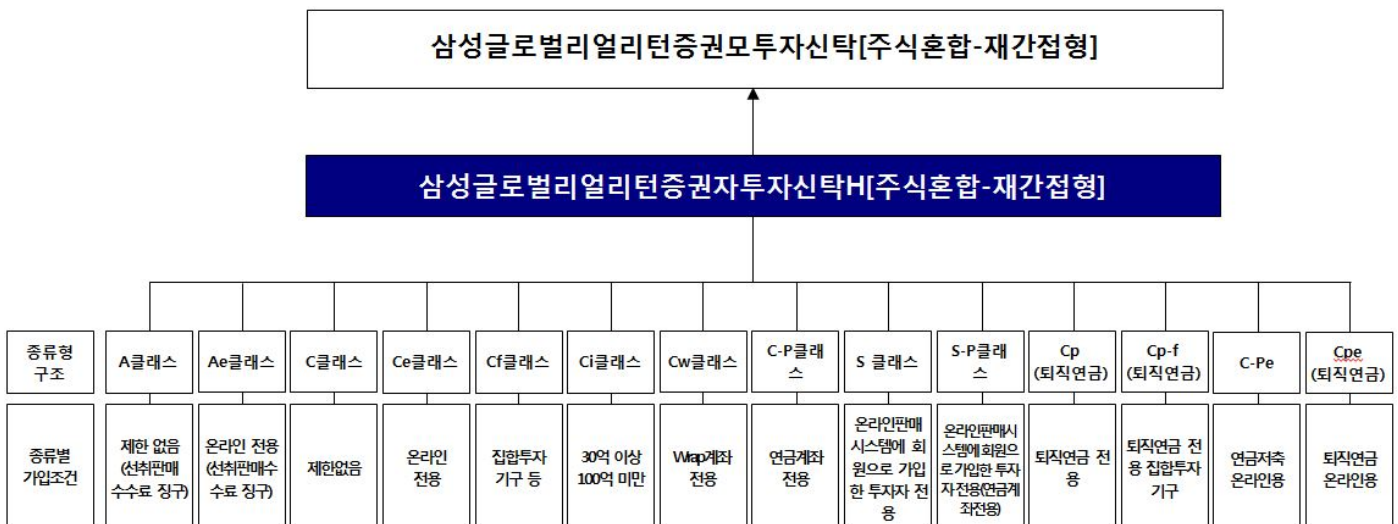 삼성글로벌리얼리턴증권모투자신탁[주식혼합-재간접형]
삼성글로벌리얼리턴증권자투자신탁H[주식혼합-재간접형]
종류형
구조
A클래스
Ae클래스
C클래스
Ce클래스
Cf클래스
Ci클래스
Cw클래스
C-P클래
스
S 클래스
S-P클래
스
Cp
(퇴직연금)
Cp-f
(퇴직연금)
C-Pe
Cpe
(퇴직연금)
종류별
가입조건
제한 없음
(선취판매
수수료 징구)
온라인 전용
(선취판매수
수료 징구)
제한없음
온라인
전용
집합투자
기구 등
30억 이상
100억 미만
Wrap계좌
전용
연금계좌
전용
온라인판매
시스템에 회
원으로 가입
한 투자자 전
용
온라인판매시
스템에 회원으
로 가입한 투자
자 전용(연금계
좌전용)
퇴직연금 전
용
퇴직연금 전
용 집합투자
기구
연금저축
온라인용
퇴직연금
온라인용